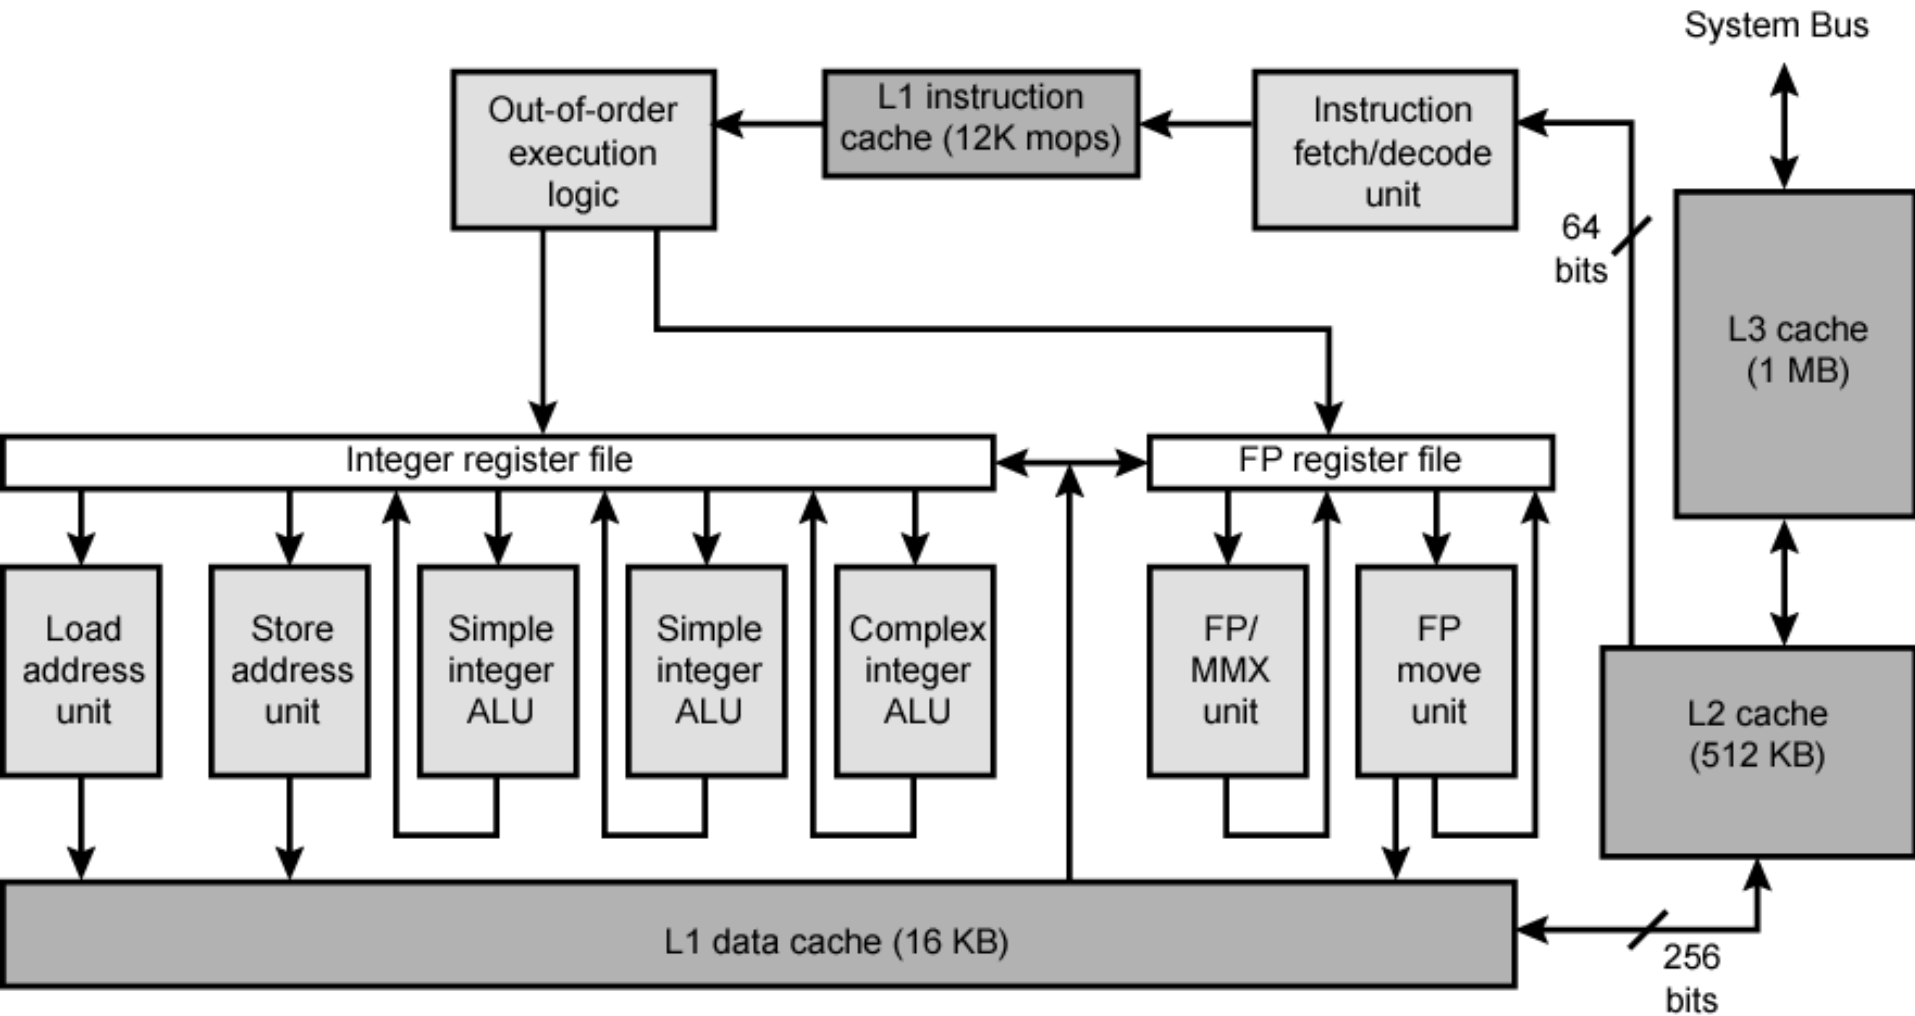 System Bus
Out-of-order
execution
logic
L1 instruction
cache (12K mops)
Instruction
fetch/decode
unit
64
bits
L3 cache
(1 MB)
Integer register file
FP register file
Load
address
unit
Store
address
unit
Simple
integer
ALU
Simple
integer
ALU
Complex
integer
ALU
FP/
MMX
unit
FP
move
unit
L2 cache
(512 KB)
L1 data cache (16 KB)
256
bits